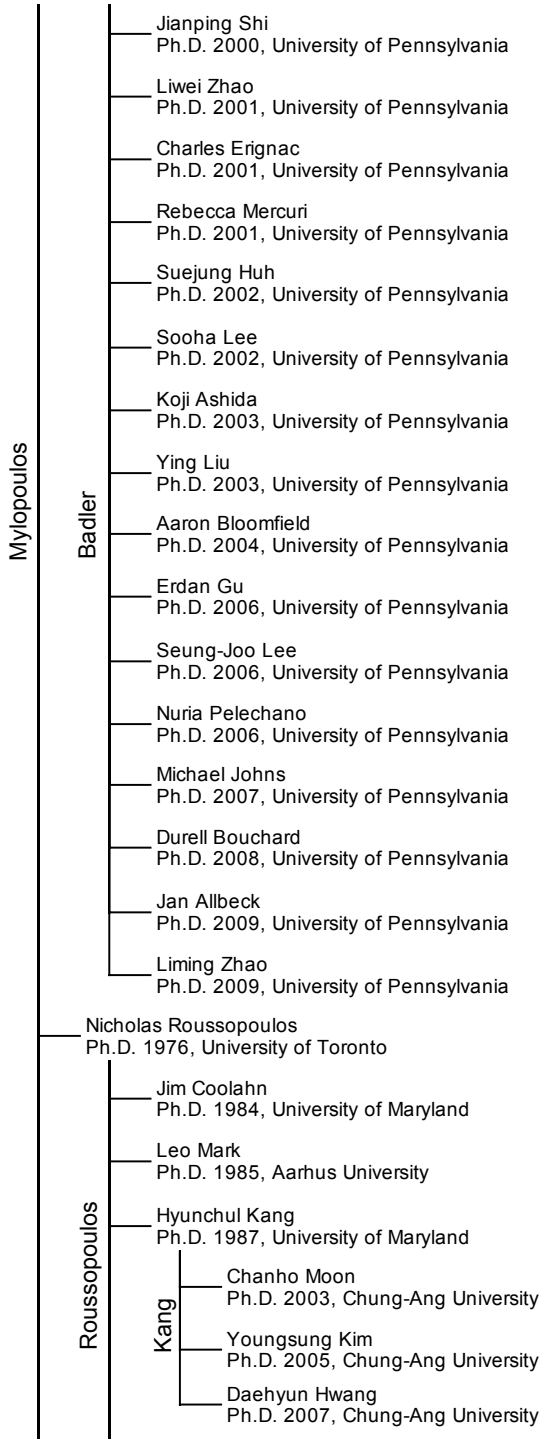 Jianping Shi
Ph.D. 2000, University of Pennsylvania
Liwei Zhao
Ph.D. 2001, University of Pennsylvania
Charles Erignac
Ph.D. 2001, University of Pennsylvania
Rebecca Mercuri
Ph.D. 2001, University of Pennsylvania
Suejung Huh
Ph.D. 2002, University of Pennsylvania
Sooha Lee
Ph.D. 2002, University of Pennsylvania
Koji Ashida
Ph.D. 2003, University of Pennsylvania
Ying Liu
Ph.D. 2003, University of Pennsylvania
Aaron Bloomfield
Ph.D. 2004, University of Pennsylvania
Erdan Gu
Ph.D. 2006, University of Pennsylvania
Seung-Joo Lee
Ph.D. 2006, University of Pennsylvania
Nuria Pelechano
Ph.D. 2006, University of Pennsylvania
Michael Johns
Ph.D. 2007, University of Pennsylvania
Durell Bouchard
Ph.D. 2008, University of Pennsylvania
Jan Allbeck
Ph.D. 2009, University of Pennsylvania
Liming Zhao
Ph.D. 2009, University of Pennsylvania
Mylopoulos
Badler
Nicholas Roussopoulos
Ph.D. 1976, University of Toronto
Jim Coolahn
Ph.D. 1984, University of Maryland
Leo Mark
Ph.D. 1985, Aarhus University
Hyunchul Kang
Ph.D. 1987, University of Maryland
Roussopoulos
Chanho Moon
Ph.D. 2003, Chung-Ang University
Youngsung Kim
Ph.D. 2005, Chung-Ang University
Daehyun Hwang
Ph.D. 2007, Chung-Ang University
Kang